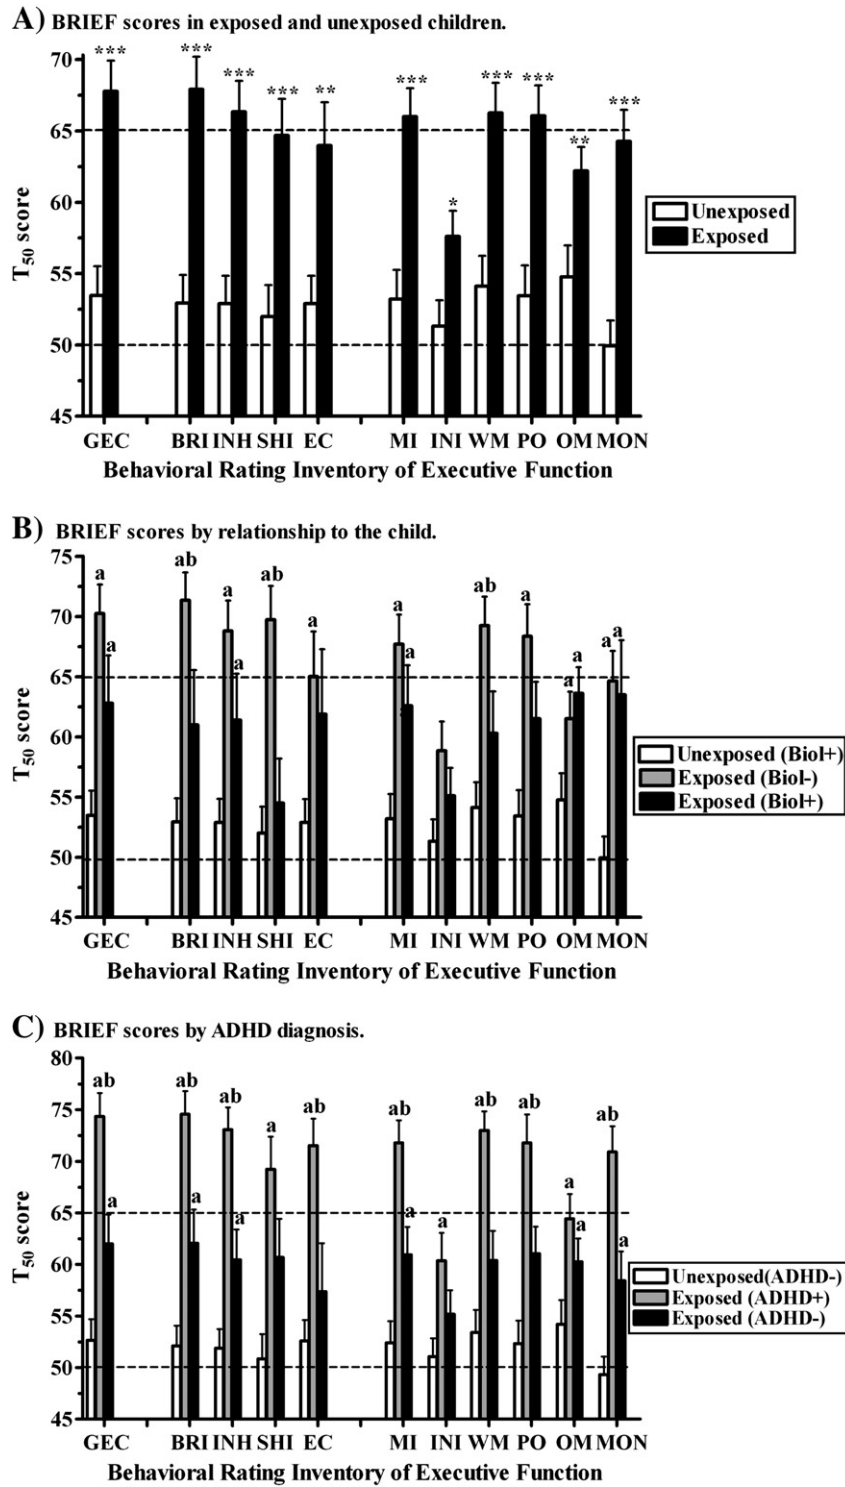 A) BRIEF scores in exposed and unexposed children.
70
65
60
55
50
45
T50 score
*** *** *** *** ** *** * *** *** ** ***
Unexposed
Exposed
GEC BRI INH SHI EC MI INI WM PO OM MON
Behavioral Rating Inventory of Executive Function
B) BRIEF scores by relationship to the child.
75
70
65
60
55
50
45
T50 score
a a ab a a ab a a a ab a a a a a
Unexposed (Biol+)
Exposed (Biol-)
Exposed (Biol+)
GEC BRI INH SHI EC MI INI WM PO OM MON
Behavioral Rating Inventory of Executive Function
C) BRIEF scores by ADHD diagnosis.
80
75
70
65
60
55
50
45
T50 score
ab a ab a ab a a ab ab a a ab ab a a ab a
Unexposed(ADHD-)
Exposed (ADHD+)
Exposed (ADHD-)
GEC BRI INH SHI EC MI INI WM PO OM MON
Behavioral Rating Inventory of Executive Function